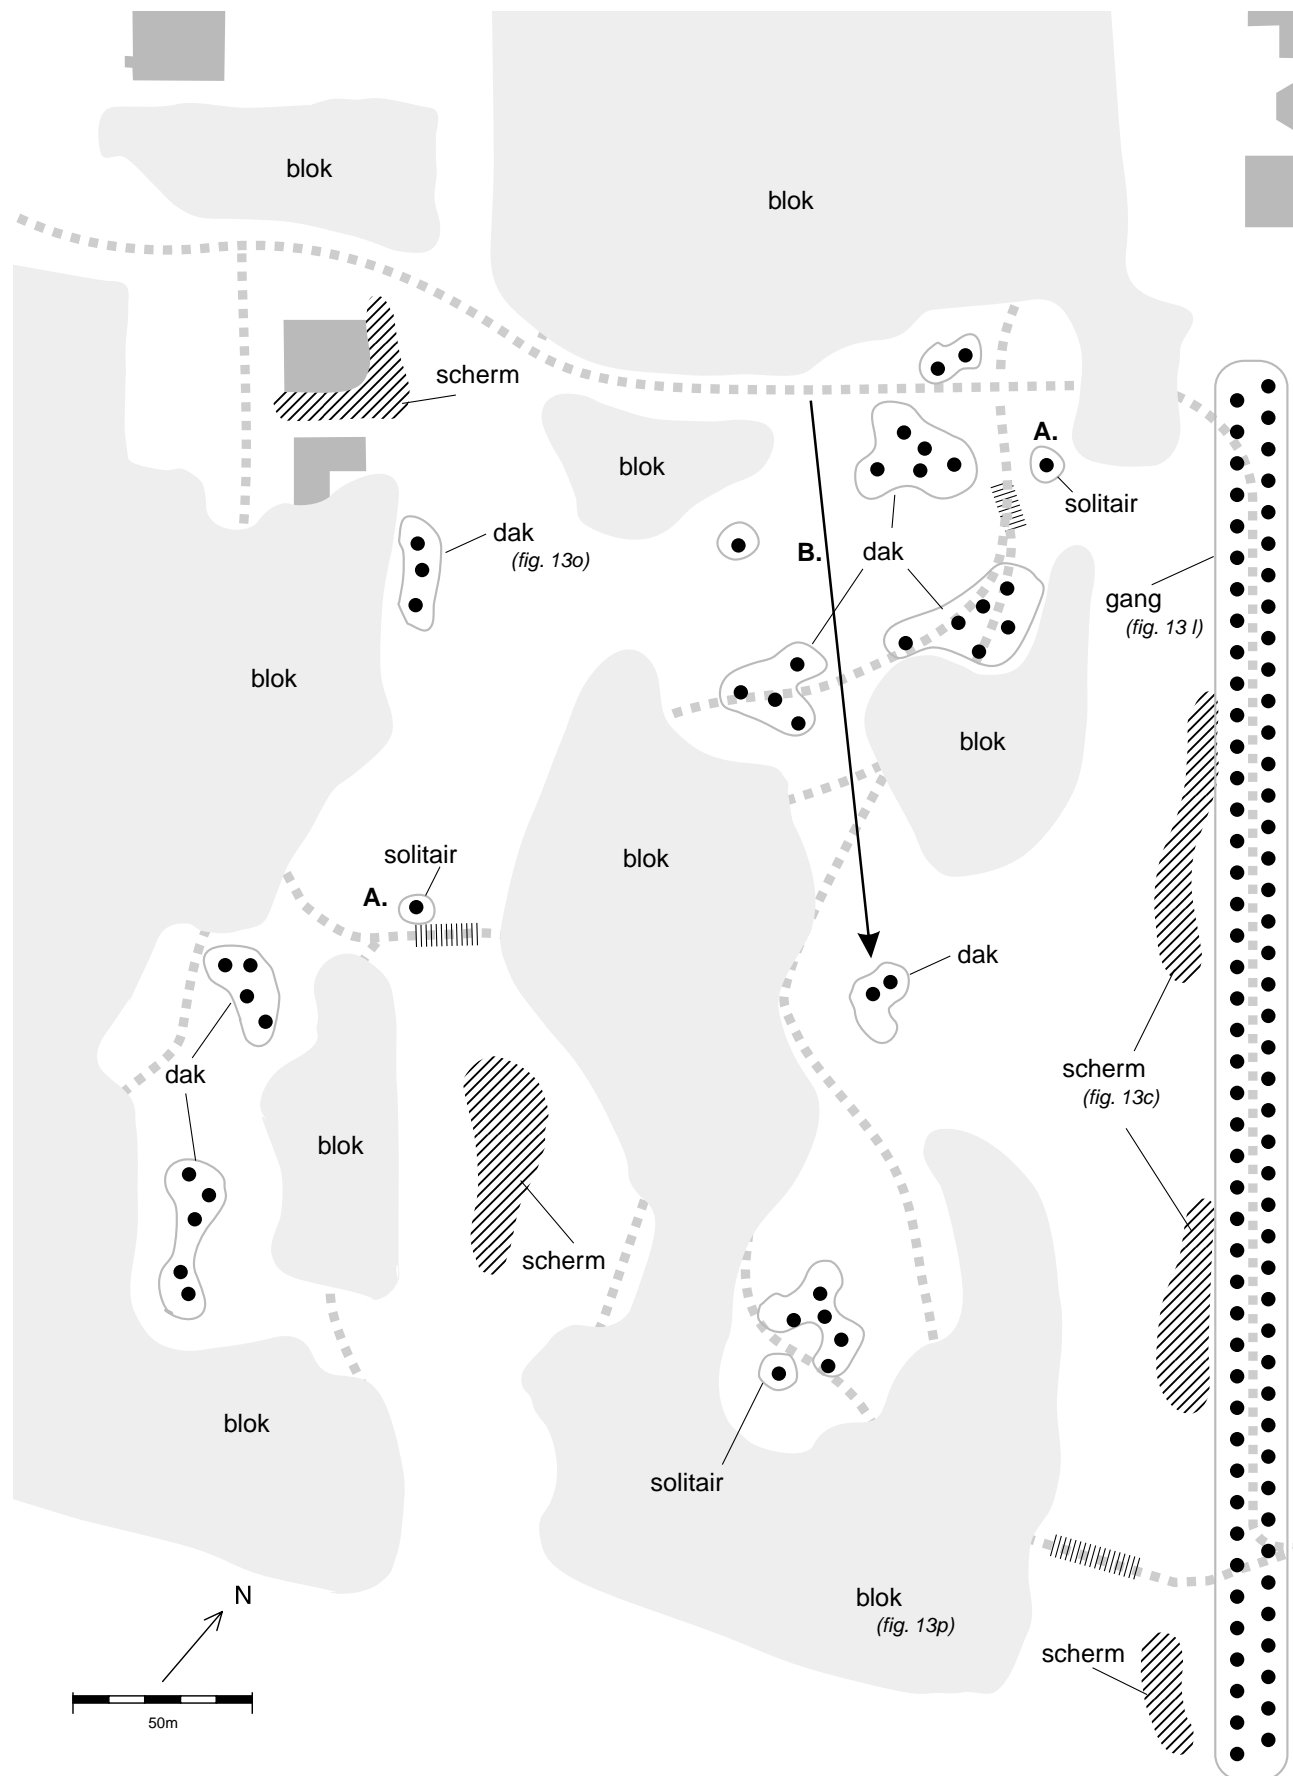 blok
blok
scherm
A.
blok
solitair
dak
(fig. 13o)
B.
dak
gang
(fig. 13 l)
blok
blok
solitair
blok
A.
dak
scherm
(fig. 13c)
dak
blok
scherm
blok
solitair
N
blok
(fig. 13p)
scherm
50m